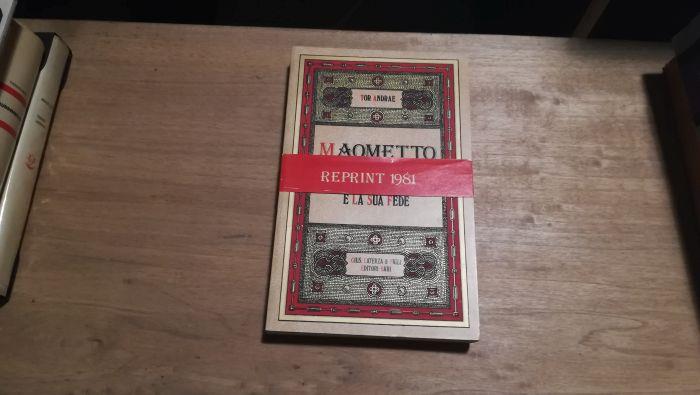 TOR ANDRAE
MAOMETTO
REPRINT 1981
E LA SUA FEDE
GIUS. LATERZA & FIGLI
EDITORI BARI